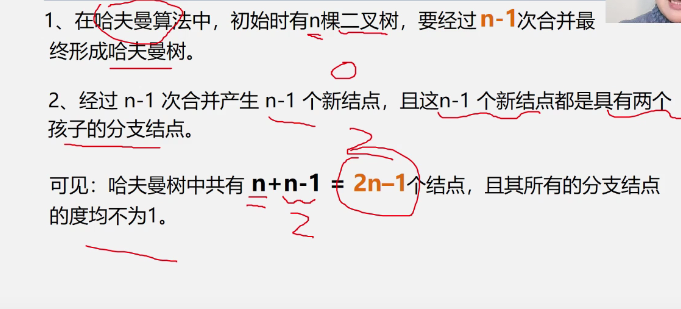 1、在哈夫曼算法中，初始时有n棵二叉树，要经过 n-1次合并最
终形成哈夫曼树。
0
2、经过 n-1 次合并产生 n-1 个新结点，且这n-1 个新结点都是具有两个
孩子的分支结点。
2
可见：哈夫曼树中共有 n+n-1 = 2n–1个结点，且其所有的分支结点
的度均不为1。
2